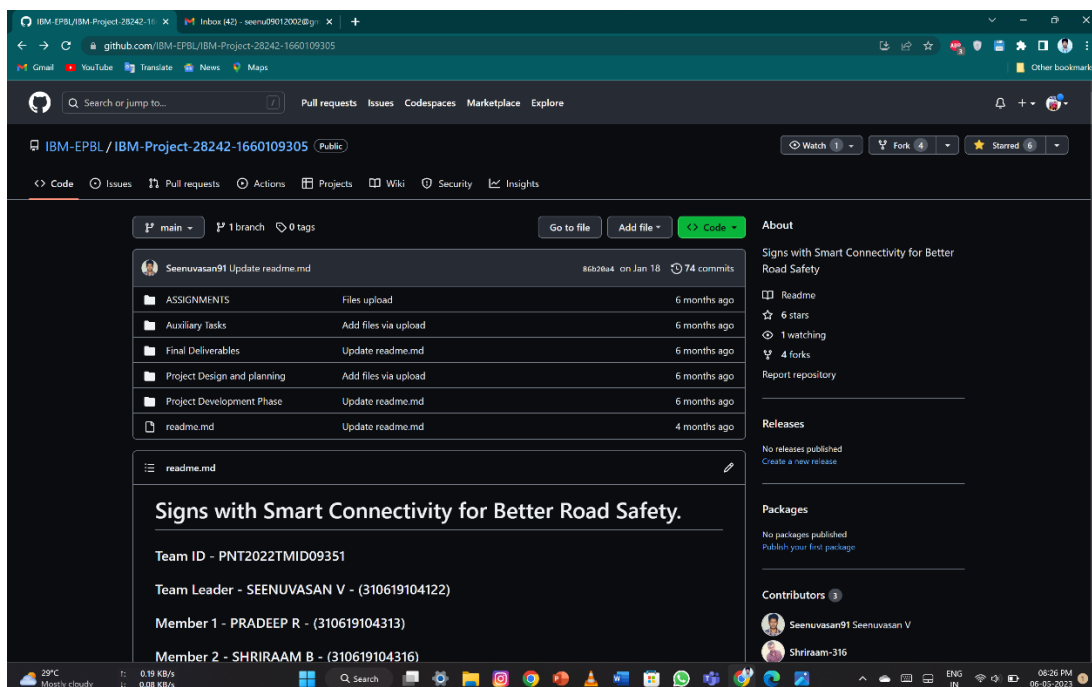 IBM-EPBL/IBM-Project-28242-16
Inbox (42) - seenu09012002@gm
github.com/IBM-EPBL/IBM-Project-28242-1660109305
Gmail YouTube Translate News Maps Other bookmark
Search or jump to... / Pull requests Issues Codespaces Marketplace Explore
IBM-EPBL / IBM-Project-28242-1660109305 Public Watch 1 Fork 4 Starred 6
Code Issues Pull requests Actions Projects Wiki Security Insights
main 1 branch 0 tags Go to file Add file Code
Seenuvasan91 Update readme.md 86b20a4 on Jan 18 74 commits
ASSIGNMENTS Files upload 6 months ago
Auxiliary Tasks Add files via upload 6 months ago
Final Deliverables Update readme.md 6 months ago
Project Design and planning Add files via upload 6 months ago
Project Development Phase Update readme.md 6 months ago
readme.md Update readme.md 4 months ago
readme.md
Signs with Smart Connectivity for Better Road Safety.
Team ID - PNT2022TMID09351
Team Leader - SEENUVASAN V - (310619104122)
Member 1 - PRADEEP R - (310619104313)
Member 2 - SHRIRAAM B - (310619104316)
About
Signs with Smart Connectivity for Better
Road Safety
Readme
6 stars
1 watching
4 forks
Report repository
Releases
No releases published
Create a new release
Packages
No packages published
Publish your first package
Contributors 3
Seenuvasan91 Seenuvasan V
Shriraam-316
29°C
Mostly cloudy
0.19 KB/s
0.08 KB/s
Search
ENG
IN
08:26 PM
06-05-2023